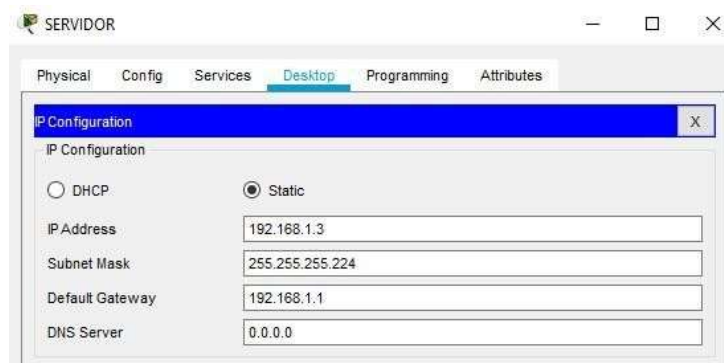 SERVIDOR
Physical Config Services Desktop Programming Attributes
IP Configuration X
IP Configuration
DHCP Static
IP Address 192.168.1.3
Subnet Mask 255.255.255.224
Default Gateway 192.168.1.1
DNS Server 0.0.0.0